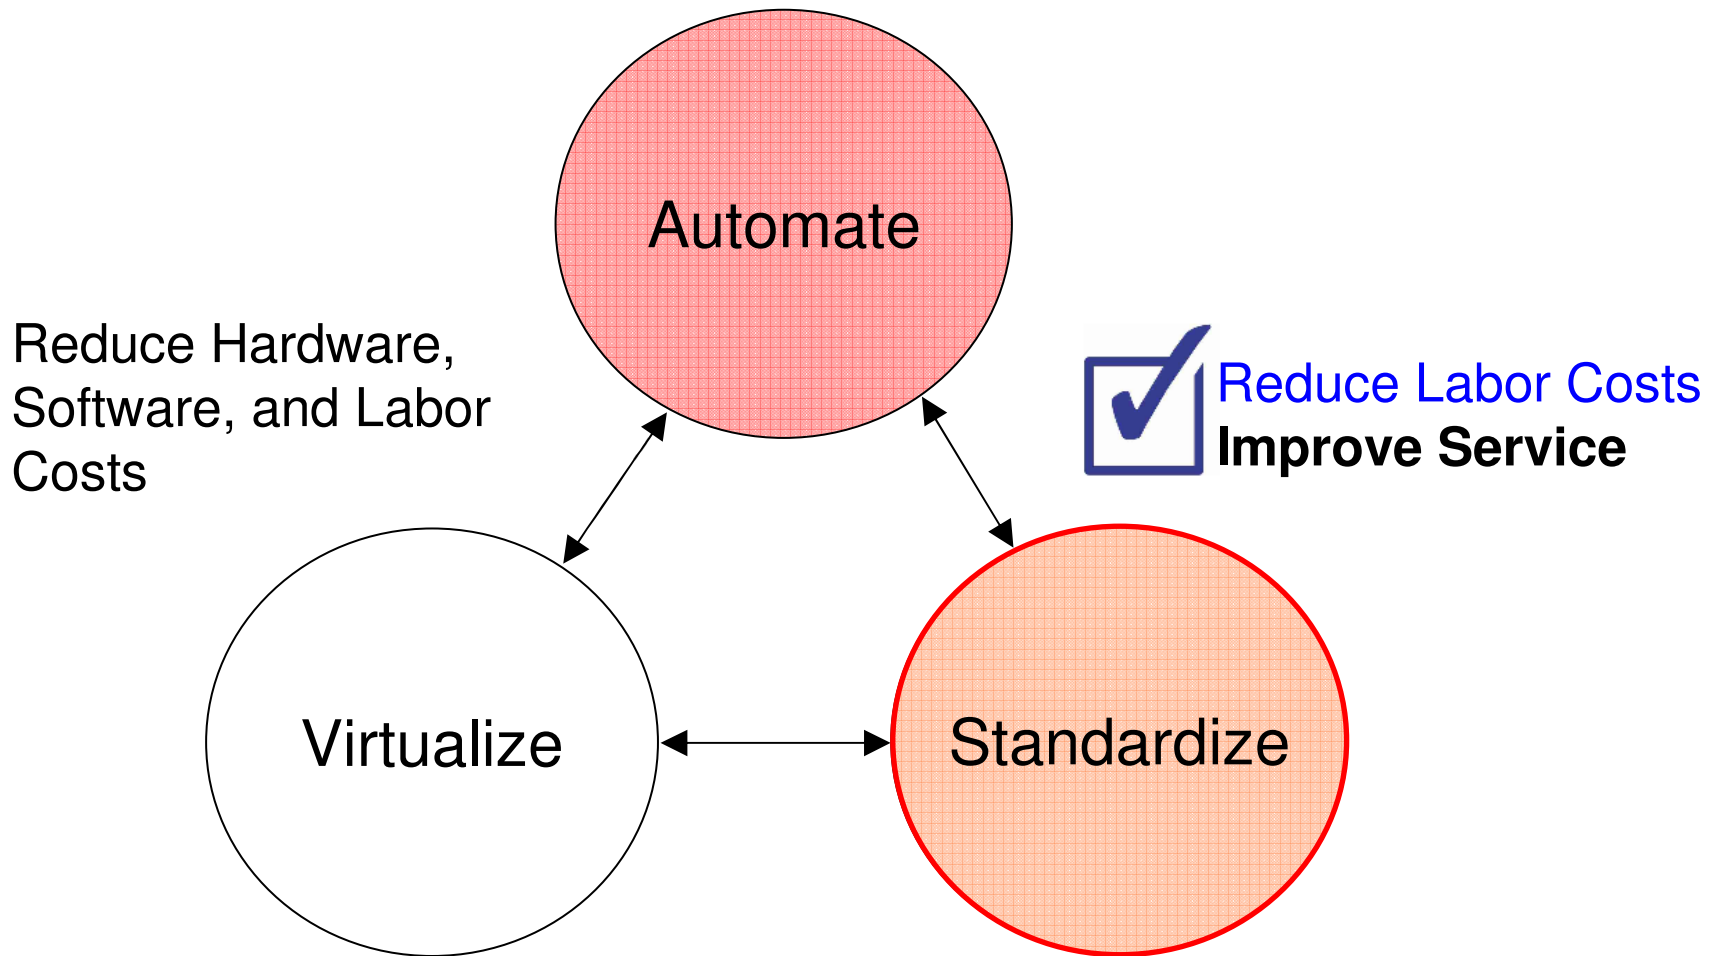 Automate
Reduce Hardware,
Software, and Labor
Costs
Reduce Labor Costs
Improve Service
Virtualize
Standardize